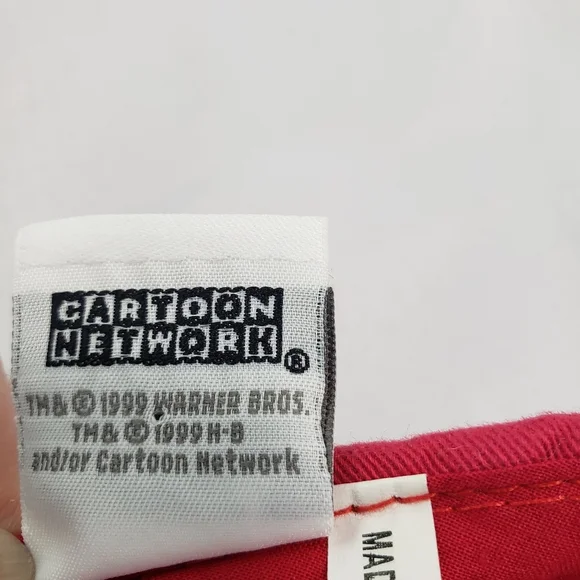 CARTOON
NETWORK®
TM& © 1999 WARNER BROS.
TM& © 1999 H-B
and/or Cartoon Network